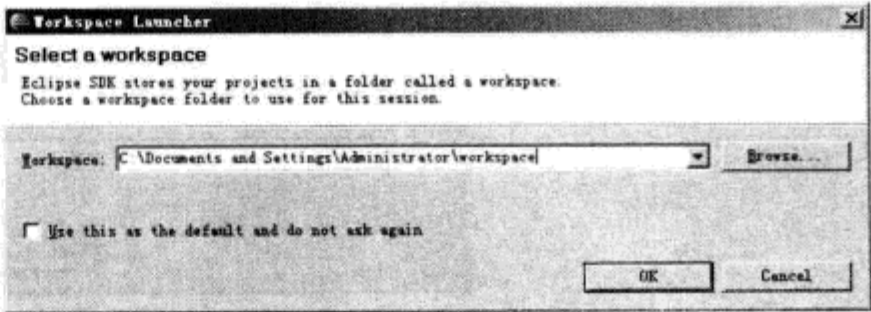 Workspace Launcher
Select a workspace
Eclipse SDK stores your projects in a folder called a workspace.
Choose a workspace folder to use for this session.
Workspace: C:\Documents and Settings\Administrator\workspace Browse...
Use this as the default and do not ask again
OK Cancel